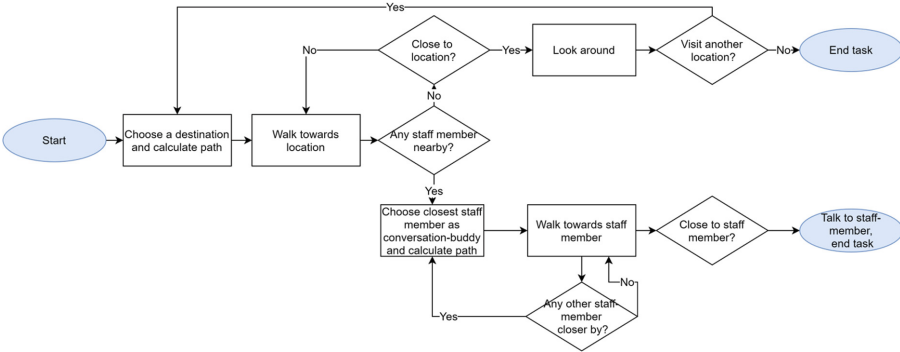 Yes
Close to
location?
No
Yes
Look around
Visit another
location?
No
End task
No
Start
Choose a destination
and calculate path
Walk towards
location
Any staff member
nearby?
Yes
Choose closest staff
member as
conversation-buddy
and calculate path
Walk towards staff
member
Close to staff
member?
Talk to staff-
member,
end task
No
Any other staff-
member
closer by?
Yes